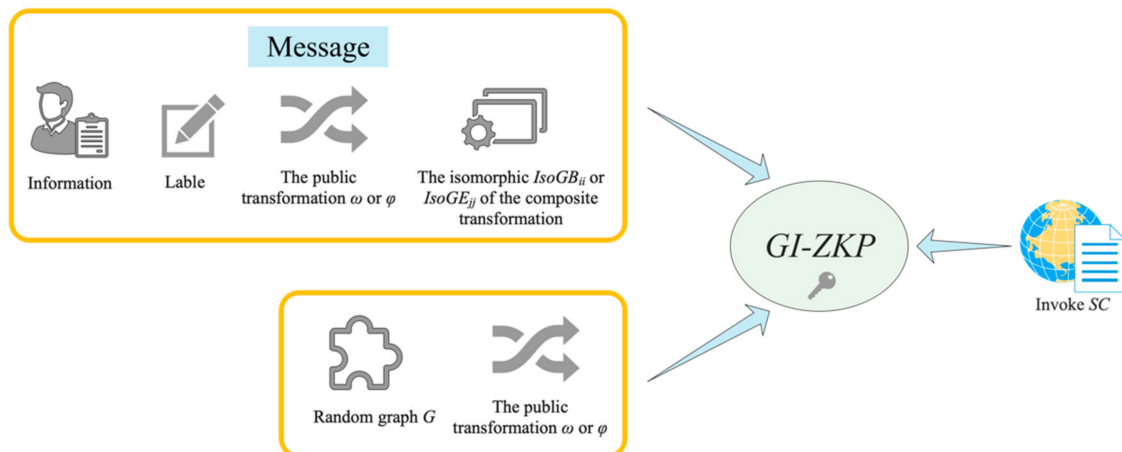 Message
Information
Lable
The public
transformation ω or φ
The isomorphic IsoGBii or
IsoGEjj of the composite
transformation
GI-ZKP
Invoke SC
Random graph G
The public
transformation ω or φ